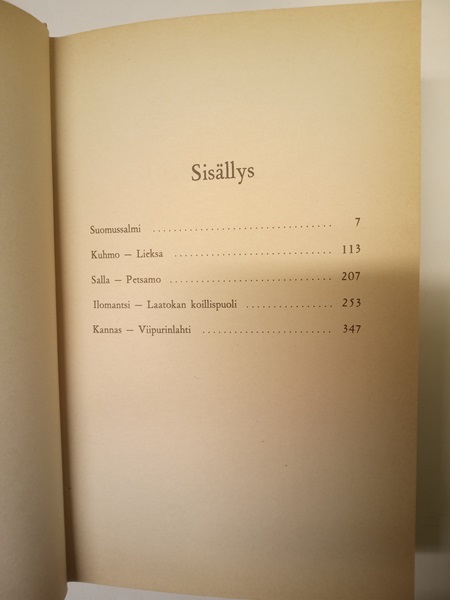 Sisällys
Suomussalmi .............................. 7
Kuhmo — Lieksa .......................... 113
Salla — Petsamo .......................... 207
Ilomantsi — Laatokan koillispuoli ............... 253
Kannas — Viipurinlahti ...................... 347